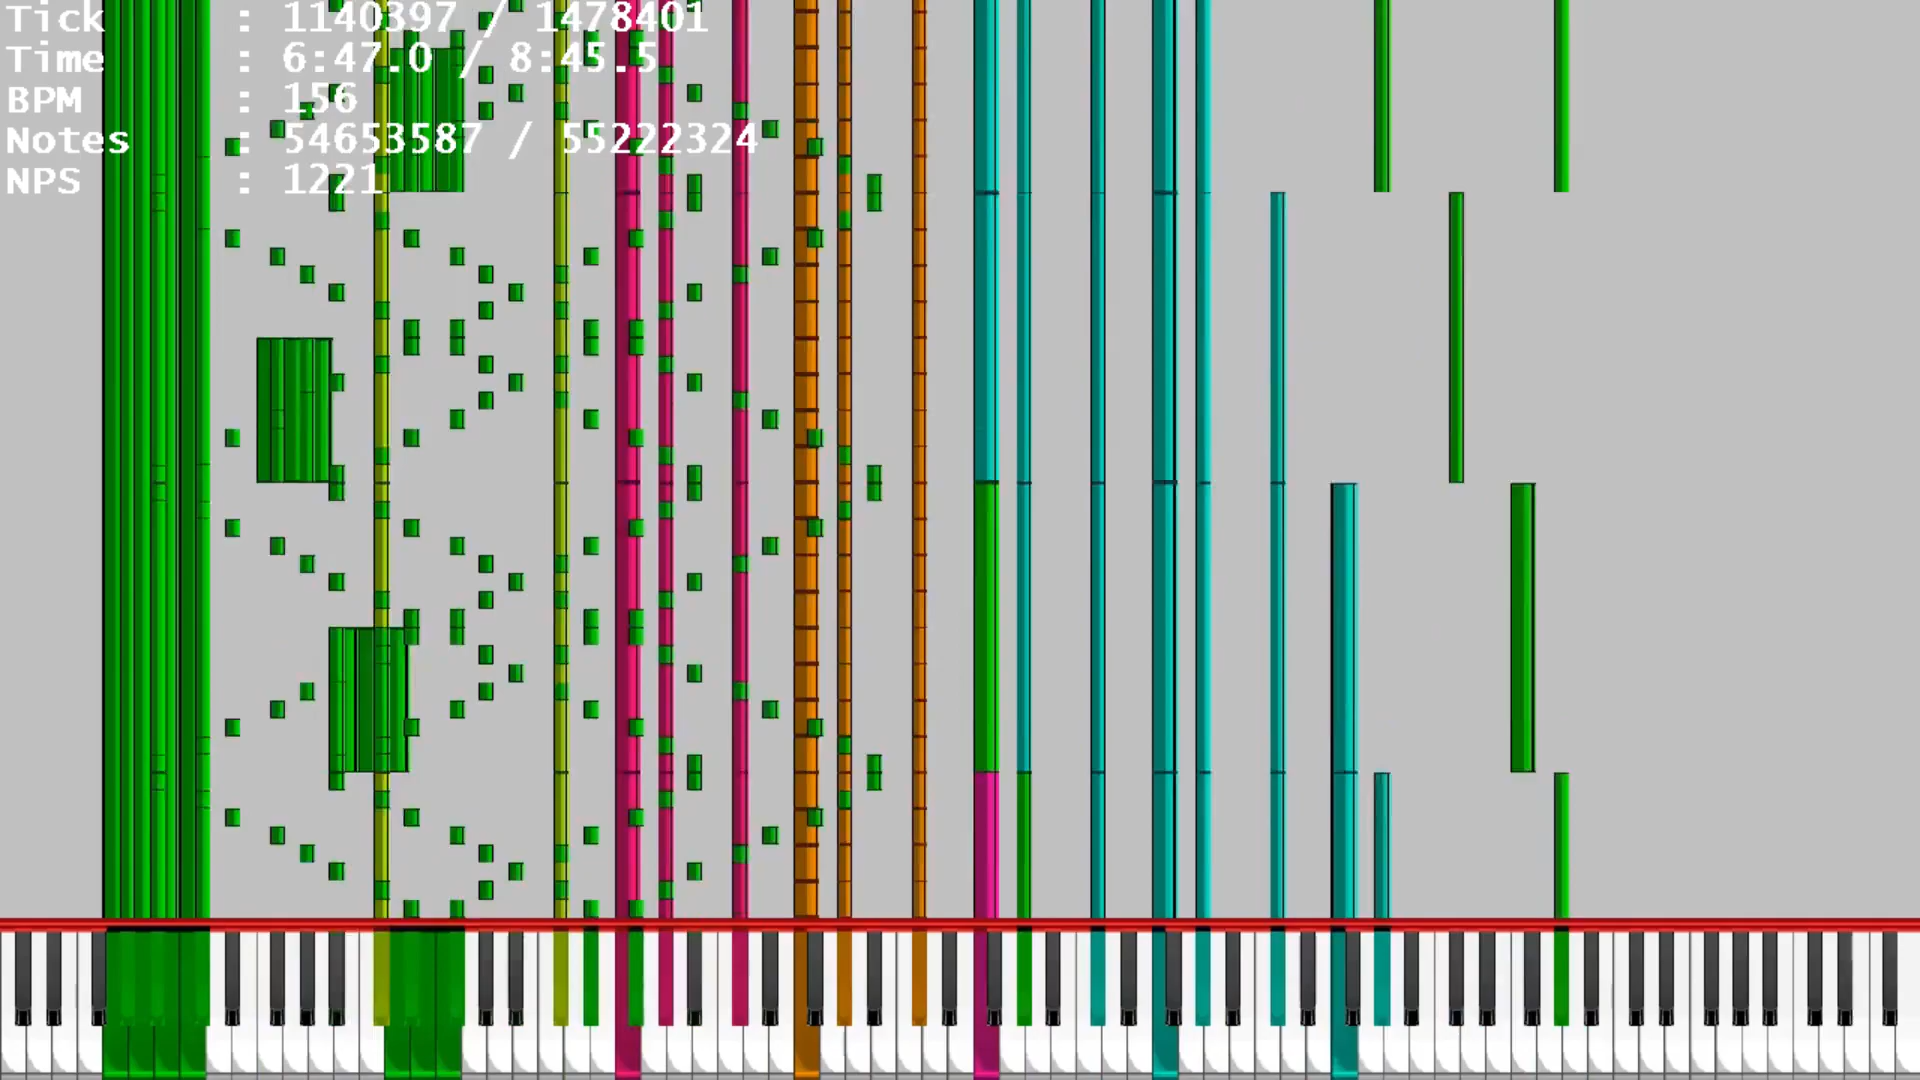 Tick : 1140397 / 1478401
Time : 6:47.0 / 8:45.5
BPM : 156
Notes : 54653587 / 55222324
NPS : 1221